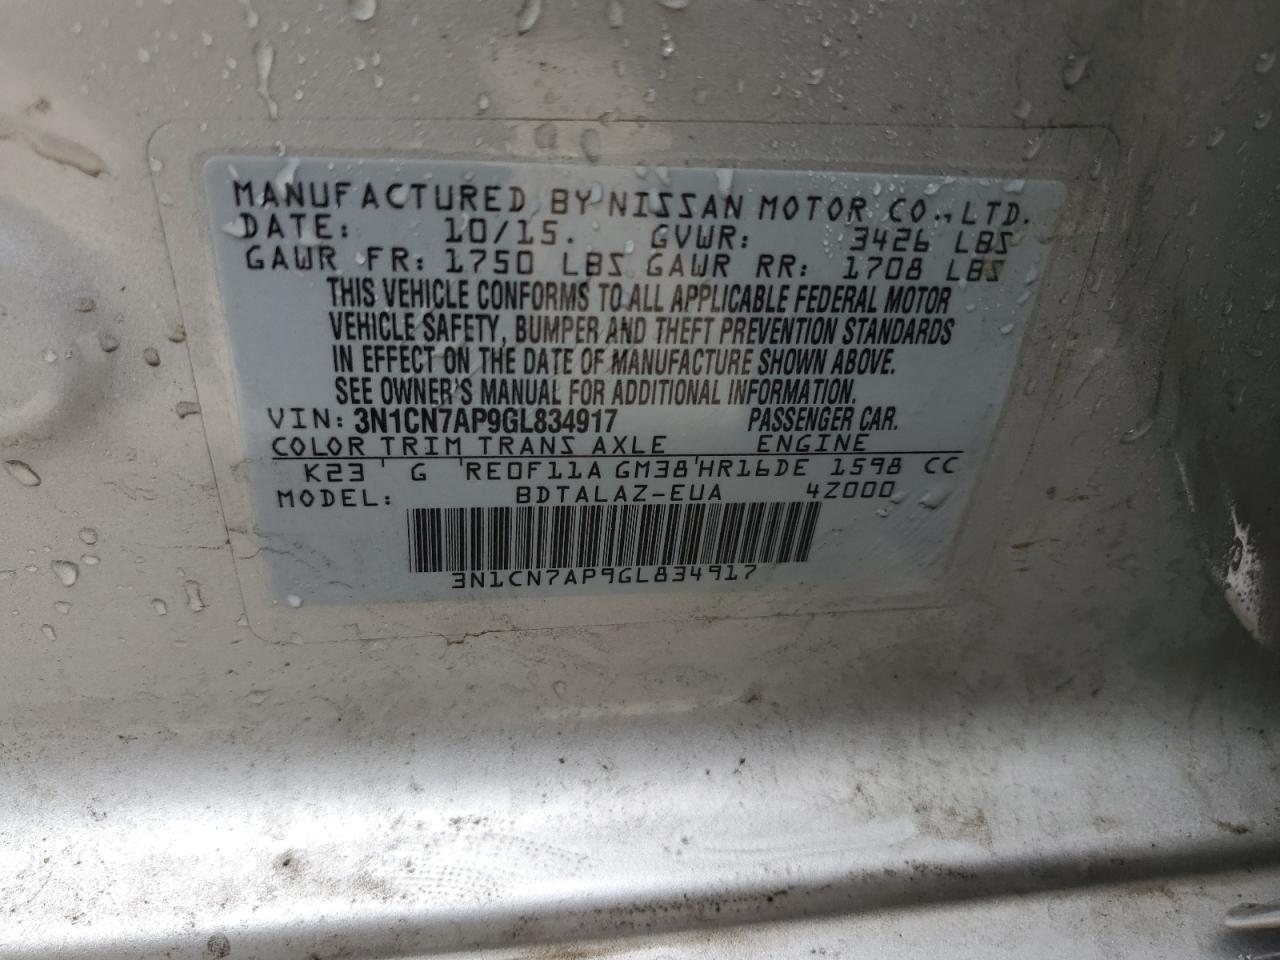 MANUFACTURED BY NISSAN MOTOR CO.,LTD.
DATE: 10/15. GVWR: 3426 LBS
GAWR FR: 1750 LBS GAWR RR: 1708 LBS
THIS VEHICLE CONFORMS TO ALL APPLICABLE FEDERAL MOTOR
VEHICLE SAFETY, BUMPER AND THEFT PREVENTION STANDARDS
IN EFFECT ON THE DATE OF MANUFACTURE SHOWN ABOVE.
SEE OWNER'S MANUAL FOR ADDITIONAL INFORMATION.
VIN: 3N1CN7AP9GL834917 PASSENGER CAR.
COLOR TRIM TRANS AXLE ENGINE
K23 ' G 'RE0F11A GM38'HR16DE 1598 CC
MODEL: BDTALAZ-EUA 4Z000
3N1CN7AP9GL834917